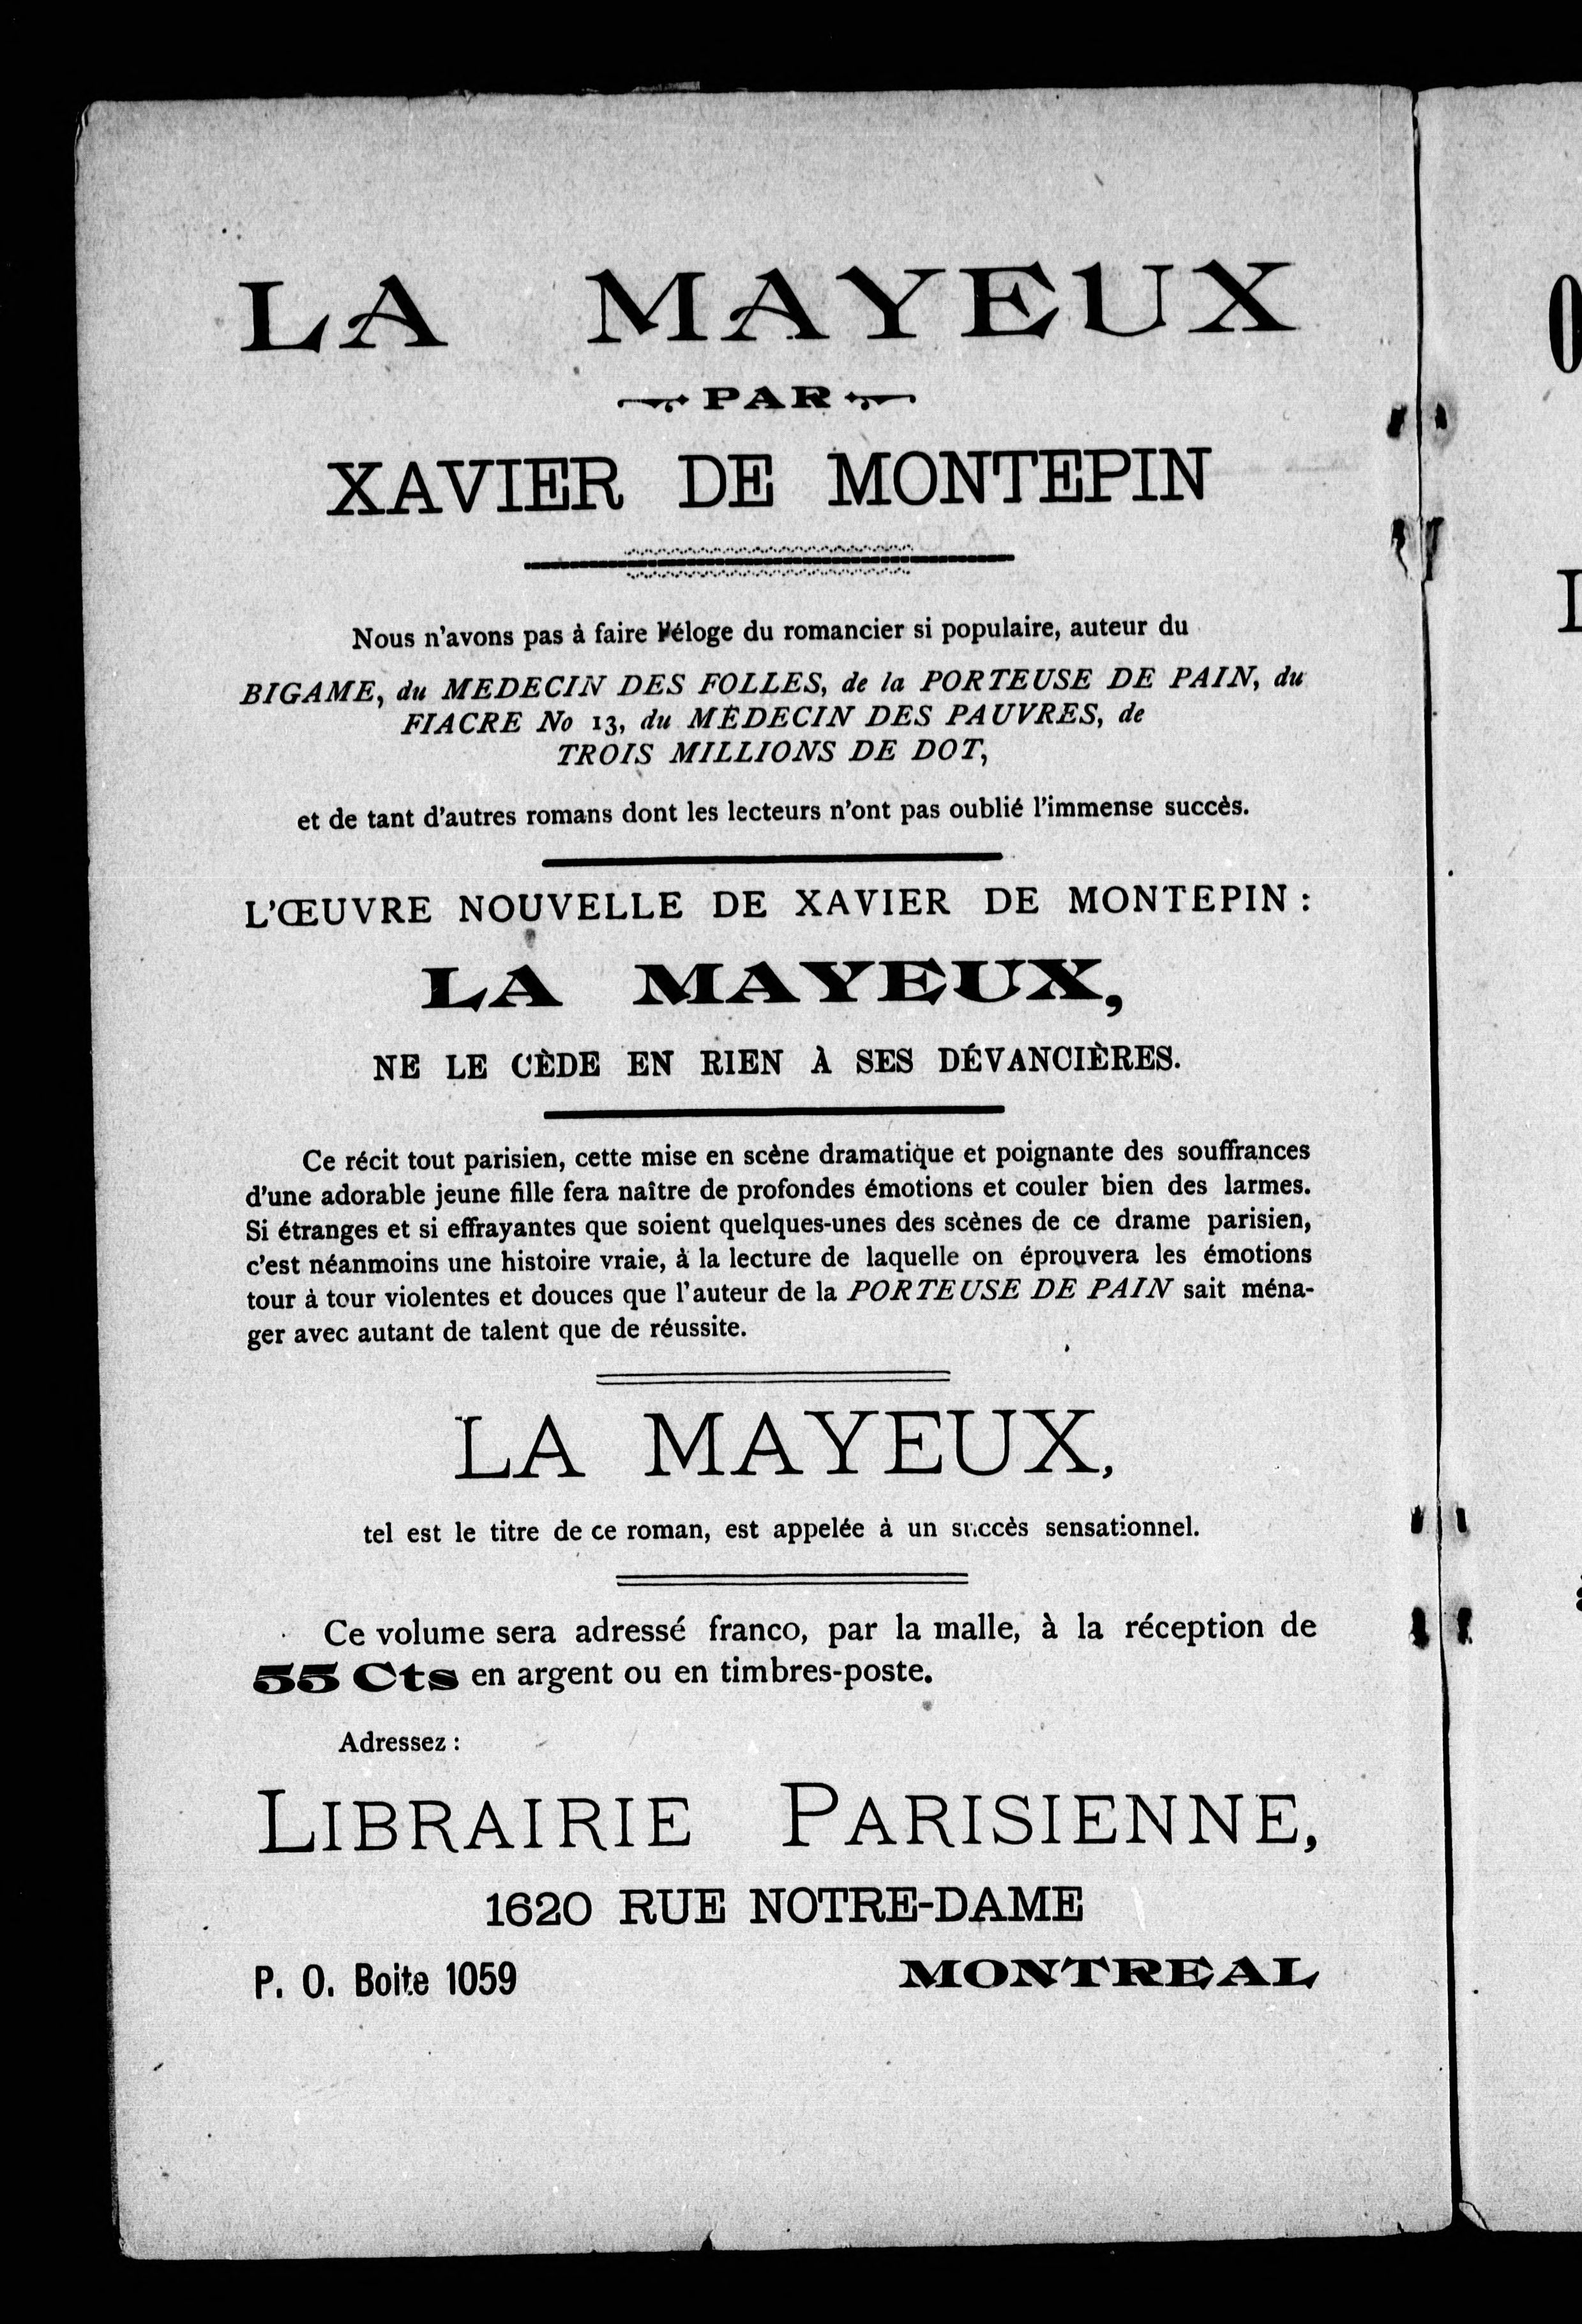 LA MAYEUX
PAR
XAVIER DE MONTEPIN
Nous n'avons pas à faire l'éloge du romancier si populaire, auteur du
BIGAME, du MEDECIN DES FOLLES, de la PORTEUSE DE PAIN, du
FIACRE No 13, du MÉDECIN DES PAUVRES, de
TROIS MILLIONS DE DOT,
et de tant d'autres romans dont les lecteurs n'ont pas oublié l'immense succès.
L'ŒUVRE NOUVELLE DE XAVIER DE MONTEPIN :
LA MAYEUX,
NE LE CÈDE EN RIEN À SES DÉVANCIÈRES.
Ce récit tout parisien, cette mise en scène dramatique et poignante des souffrances
d'une adorable jeune fille fera naître de profondes émotions et couler bien des larmes.
Si étranges et si effrayantes que soient quelques-unes des scènes de ce drame parisien,
c'est néanmoins une histoire vraie, à la lecture de laquelle on éprouvera les émotions
tour à tour violentes et douces que l'auteur de la PORTEUSE DE PAIN sait ména-
ger avec autant de talent que de réussite.
LA MAYEUX,
tel est le titre de ce roman, est appelée à un succès sensationnel.
Ce volume sera adressé franco, par la malle, à la réception de
55 Cts en argent ou en timbres-poste.
Adressez :
LIBRAIRIE PARISIENNE,
1620 RUE NOTRE-DAME
P. O. Boite 1059 MONTREAL